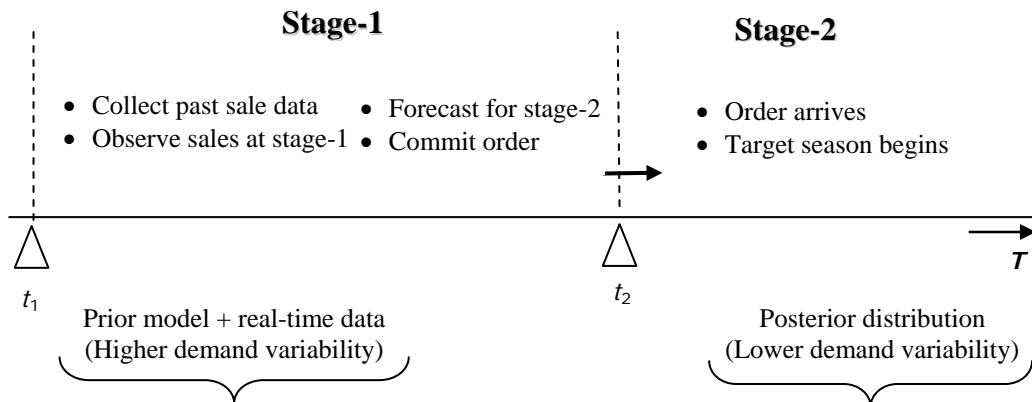 Stage-1
Stage-2
• Collect past sale data
• Observe sales at stage-1
• Forecast for stage-2
• Commit order
• Order arrives
• Target season begins
T
t1
t2
Prior model + real-time data
(Higher demand variability)
Posterior distribution
(Lower demand variability)